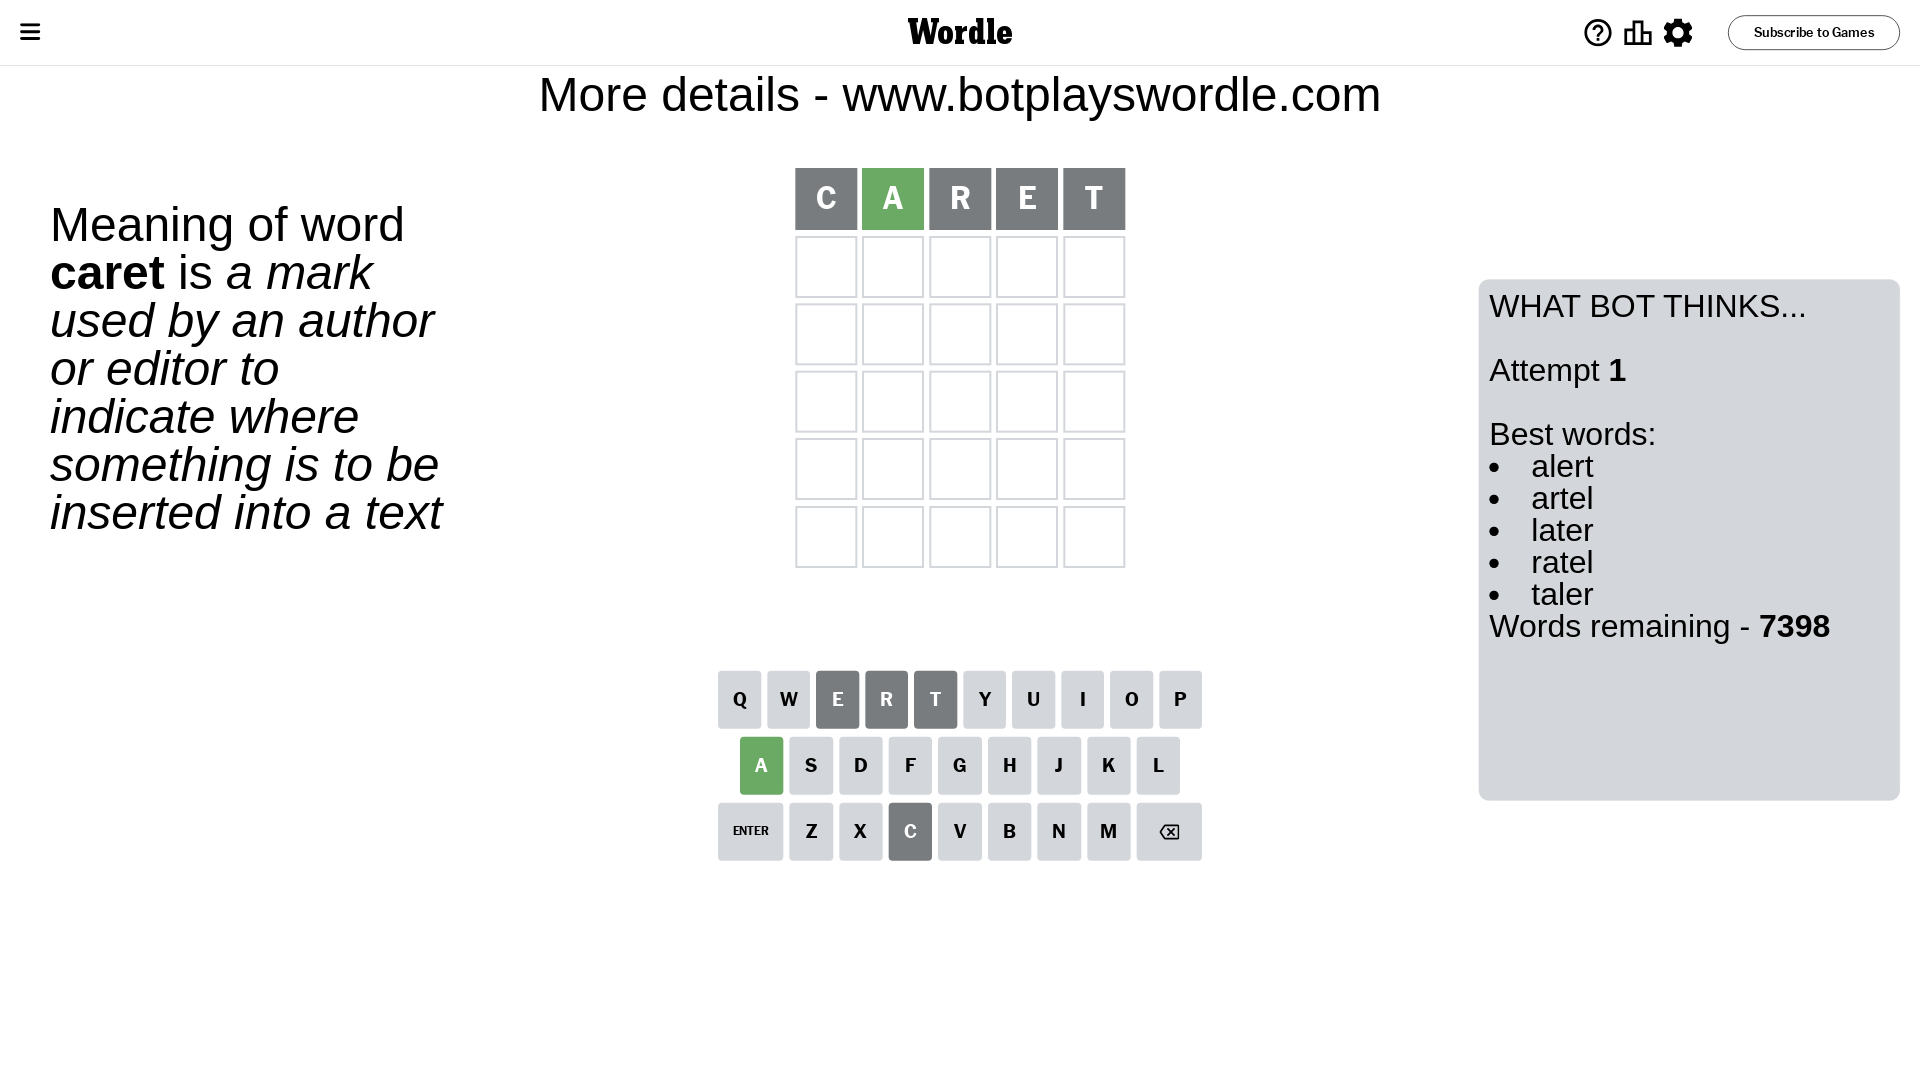 Wordle
Subscribe to Games
More details - www.botplayswordle.com
Meaning of word
caret is a mark
used by an author
or editor to
indicate where
something is to be
inserted into a text
C A R E T
WHAT BOT THINKS...
Attempt 1
Best words:
• alert
• artel
• later
• ratel
• taler
Words remaining - 7398
Q W E R T Y U I O P
A S D F G H J K L
ENTER Z X C V B N M